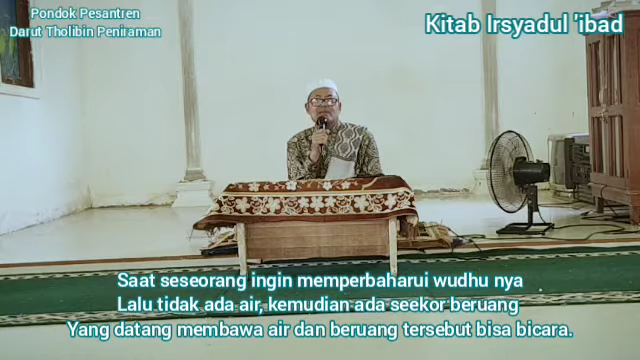 Pondok Pesantren
Darut Tholibin Peniraman
Kitab Irsyadul 'ibad
Saat seseorang ingin memperbaharui wudhu nya
Lalu tidak ada air, kemudian ada seekor beruang
Yang datang membawa air dan beruang tersebut bisa bicara.